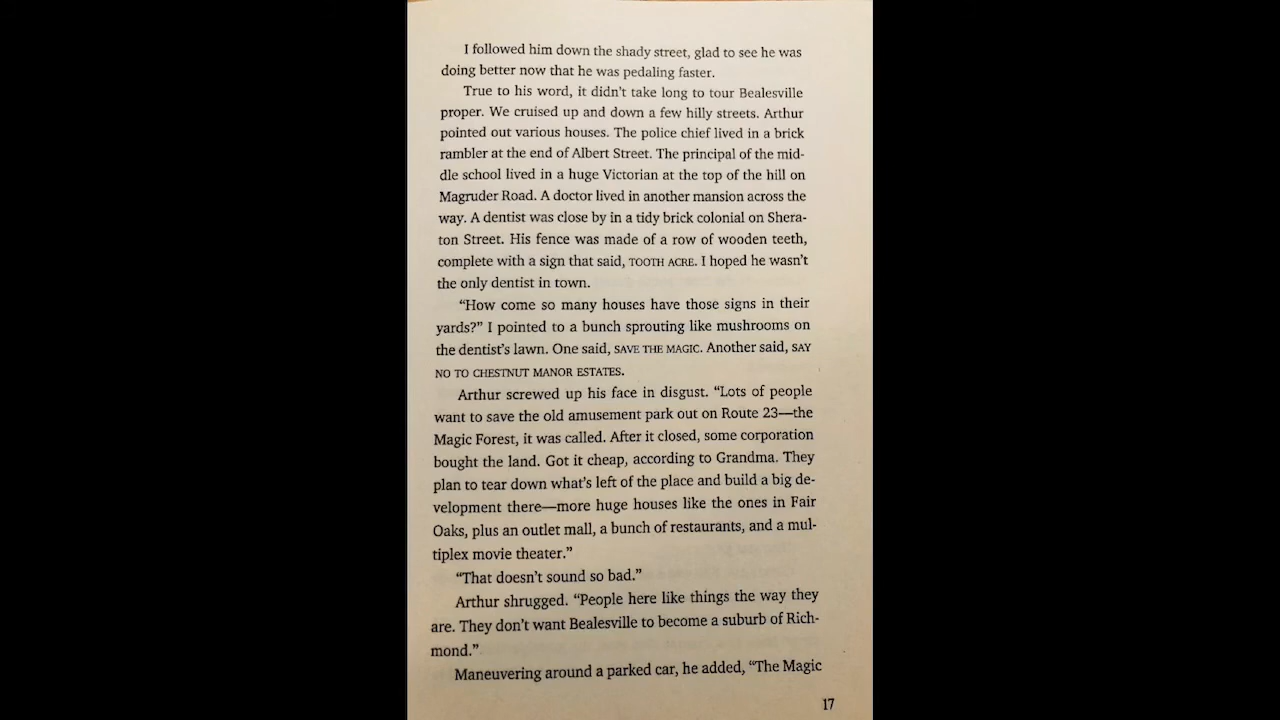 I followed him down the shady street, glad to see he was
doing better now that he was pedaling faster.
True to his word, it didn't take long to tour Bealesville
proper. We cruised up and down a few hilly streets. Arthur
pointed out various houses. The police chief lived in a brick
rambler at the end of Albert Street. The principal of the mid-
dle school lived in a huge Victorian at the top of the hill on
Magruder Road. A doctor lived in another mansion across the
way. A dentist was close by in a tidy brick colonial on Shera-
ton Street. His fence was made of a row of wooden teeth,
complete with a sign that said, TOOTH ACRE. I hoped he wasn't
the only dentist in town.
“How come so many houses have those signs in their
yards?” I pointed to a bunch sprouting like mushrooms on
the dentist's lawn. One said, SAVE THE MAGIC. Another said, SAY
NO TO CHESTNUT MANOR ESTATES.
Arthur screwed up his face in disgust. “Lots of people
want to save the old amusement park out on Route 23—the
Magic Forest, it was called. After it closed, some corporation
bought the land. Got it cheap, according to Grandma. They
plan to tear down what's left of the place and build a big de-
velopment there—more huge houses like the ones in Fair
Oaks, plus an outlet mall, a bunch of restaurants, and a mul-
tiplex movie theater.”
“That doesn't sound so bad.”
Arthur shrugged. “People here like things the way they
are. They don't want Bealesville to become a suburb of Rich-
mond.”
Maneuvering around a parked car, he added, “The Magic
17